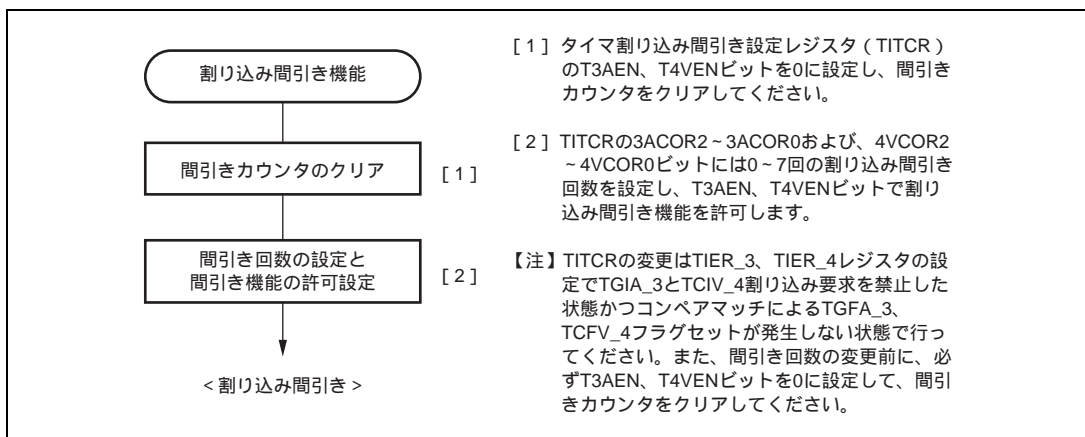 割り込み間引き機能
間引きカウンタのクリア
[ 1 ]
間引き回数の設定と
間引き機能の許可設定
[ 2 ]
< 割り込み間引き >
[ 1 ] タイマ割り込み間引き設定レジスタ ( TITCR )
のT3AEN、T4VENビットを0に設定し、間引き
カウンタをクリアしてください。
[ 2 ] TITCRの3ACOR2 ~ 3ACOR0および、4VCOR2
~ 4VCOR0ビットには0 ~ 7回の割り込み間引き
回数を設定し、T3AEN、T4VENビットで割り
込み間引き機能を許可します。
【注】TITCRの変更はTIER_3、TIER_4レジスタの設
定でTGIA_3とTCIV_4割り込み要求を禁止した
状態かつコンペアマッチによるTGFA_3、
TCFV_4フラグセットが発生しない状態で行っ
てください。また、間引き回数の変更前に、必
ずT3AEN、T4VENビットを0に設定して、間引
きカウンタをクリアしてください。